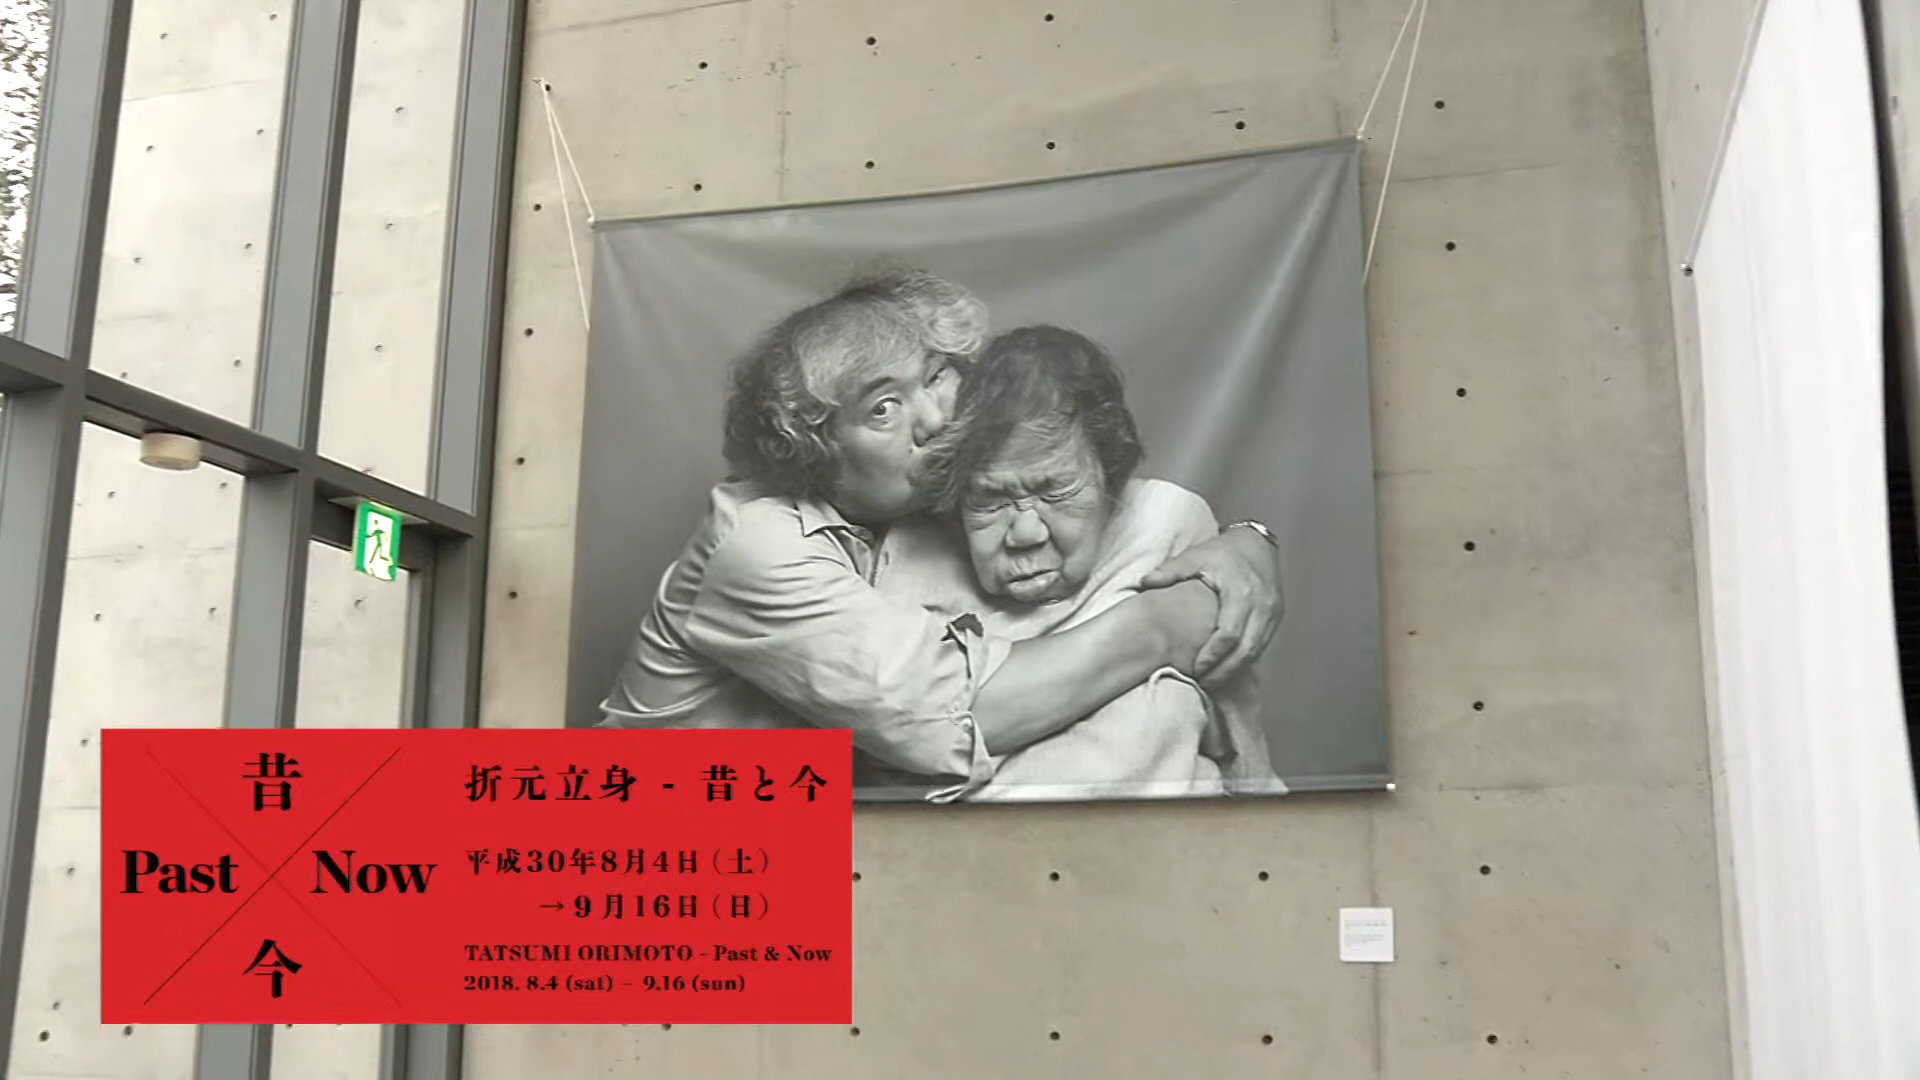 昔
Past Now
今
折元立身 - 昔と今
平成30年8月4日(土)
→9月16日(日)
TATSUMI ORIMOTO - Past & Now
2018. 8.4 (sat) – 9.16 (sun)